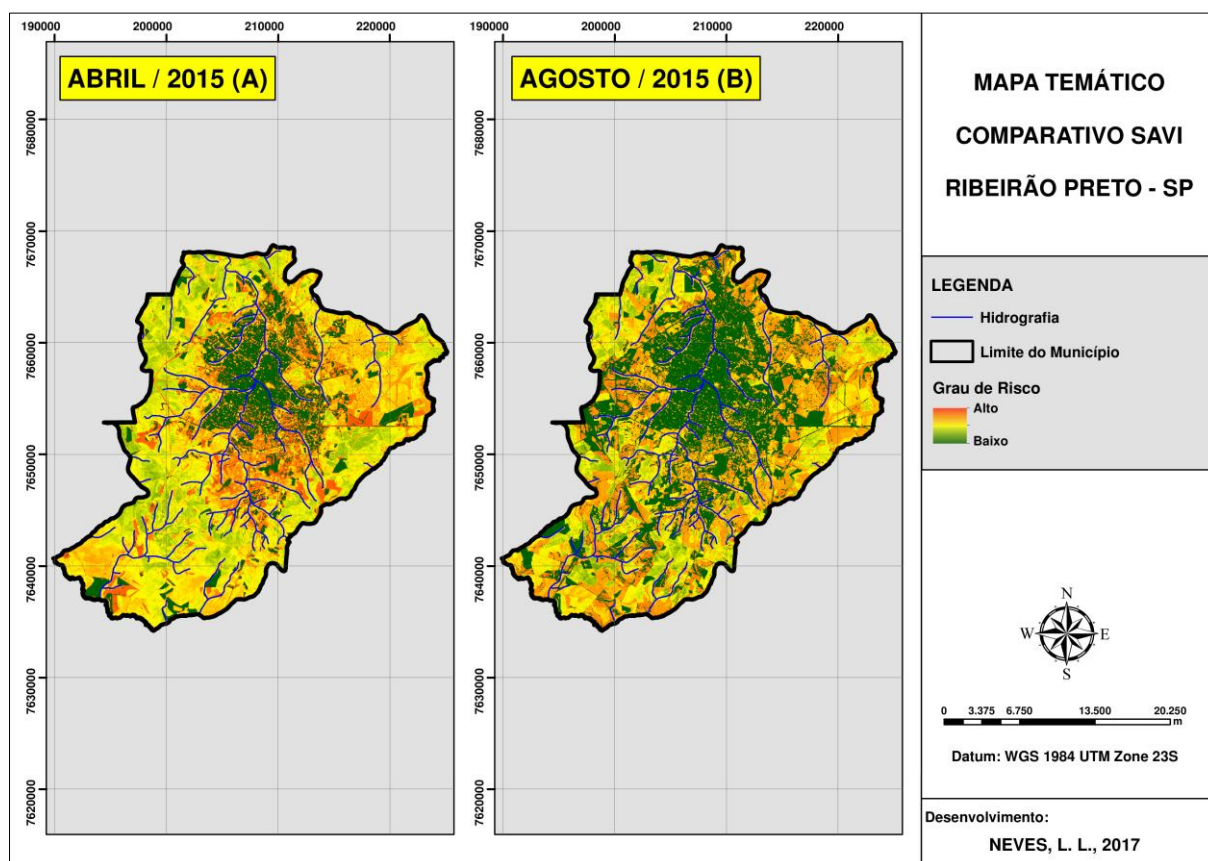 190000 200000 210000 220000
190000 200000 210000 220000
ABRIL / 2015 (A)
AGOSTO / 2015 (B)
7680000
7670000
7660000
7650000
7640000
7630000
7620000
7680000
7670000
7660000
7650000
7640000
7630000
7620000
MAPA TEMÁTICO
COMPARATIVO SAVI
RIBEIRÃO PRETO - SP
LEGENDA
Hidrografia
Limite do Município
Grau de Risco
Alto
Baixo
N
W E
S
0 3.375 6.750 13.500 20.250
m
Datum: WGS 1984 UTM Zone 23S
Desenvolvimento:
NEVES, L. L., 2017